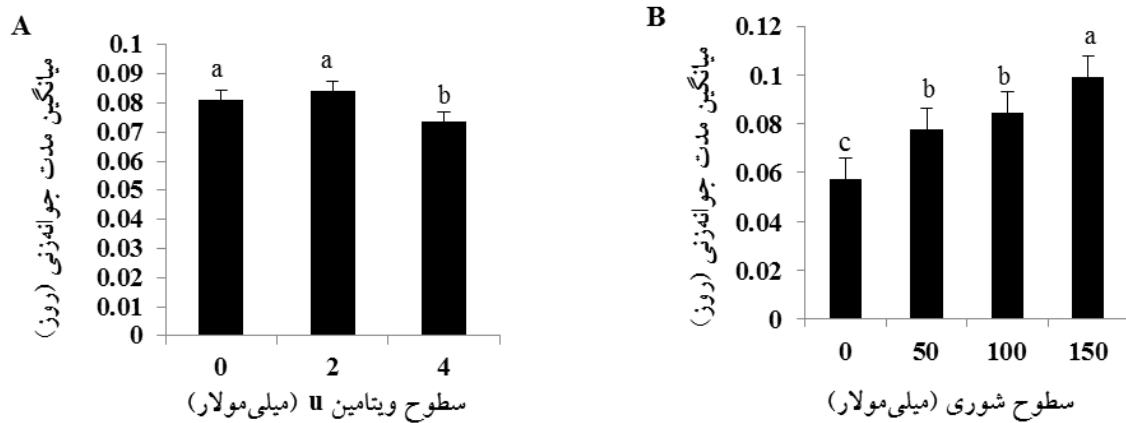 A
میانگین مدت جوانه‌زنی (روز)
0.1
0.09
0.08
0.07
0.06
0.05
0.04
0.03
0.02
0.01
0
a
a
b
0 2 4
سطوح ویتامین u (میلی‌مولار)
B
میانگین مدت جوانه‌زنی (روز)
0.12
0.1
0.08
0.06
0.04
0.02
0
c
b
b
a
0 50 100 150
سطوح شوری (میلی‌مولار)